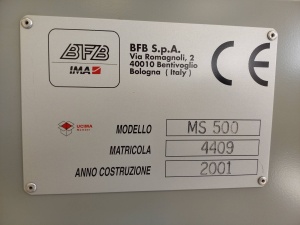 BFB
IMA
BFB S.p.A.
Via Romagnoli, 2
40010 Bentivoglio
Bologna ( Italy )
CE
UCIMA
MODELLO MS 500
MATRICOLA 4409
ANNO COSTRUZIONE 2001